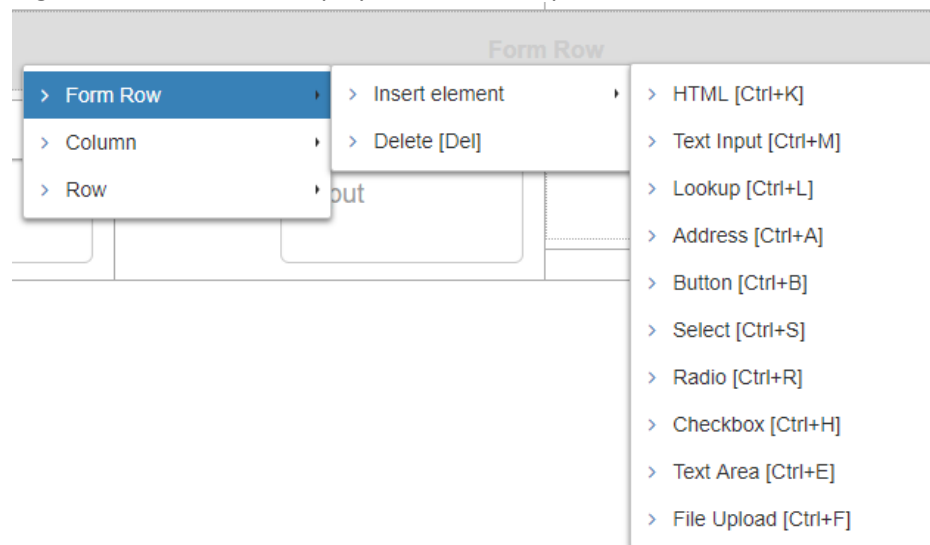 Form Row
Form Row
Column
Row
Insert element
Delete [Del]
put
HTML [Ctrl+K]
Text Input [Ctrl+M]
Lookup [Ctrl+L]
Address [Ctrl+A]
Button [Ctrl+B]
Select [Ctrl+S]
Radio [Ctrl+R]
Checkbox [Ctrl+H]
Text Area [Ctrl+E]
File Upload [Ctrl+F]